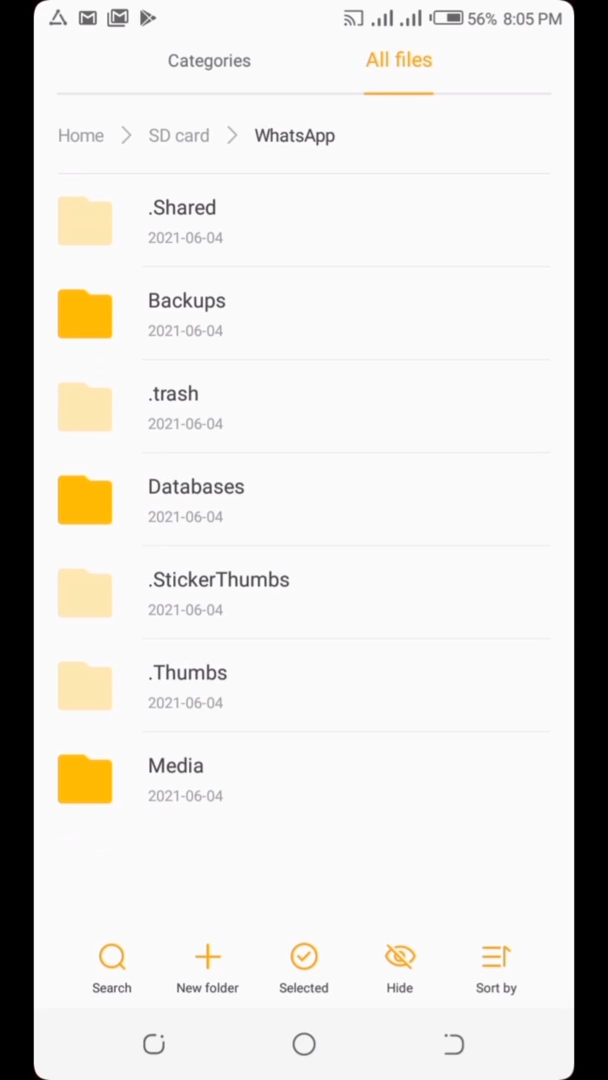 56% 8:05 PM
Categories All files
Home SD card WhatsApp
.Shared
2021-06-04
Backups
2021-06-04
.trash
2021-06-04
Databases
2021-06-04
.StickerThumbs
2021-06-04
.Thumbs
2021-06-04
Media
2021-06-04
Search New folder Selected Hide Sort by